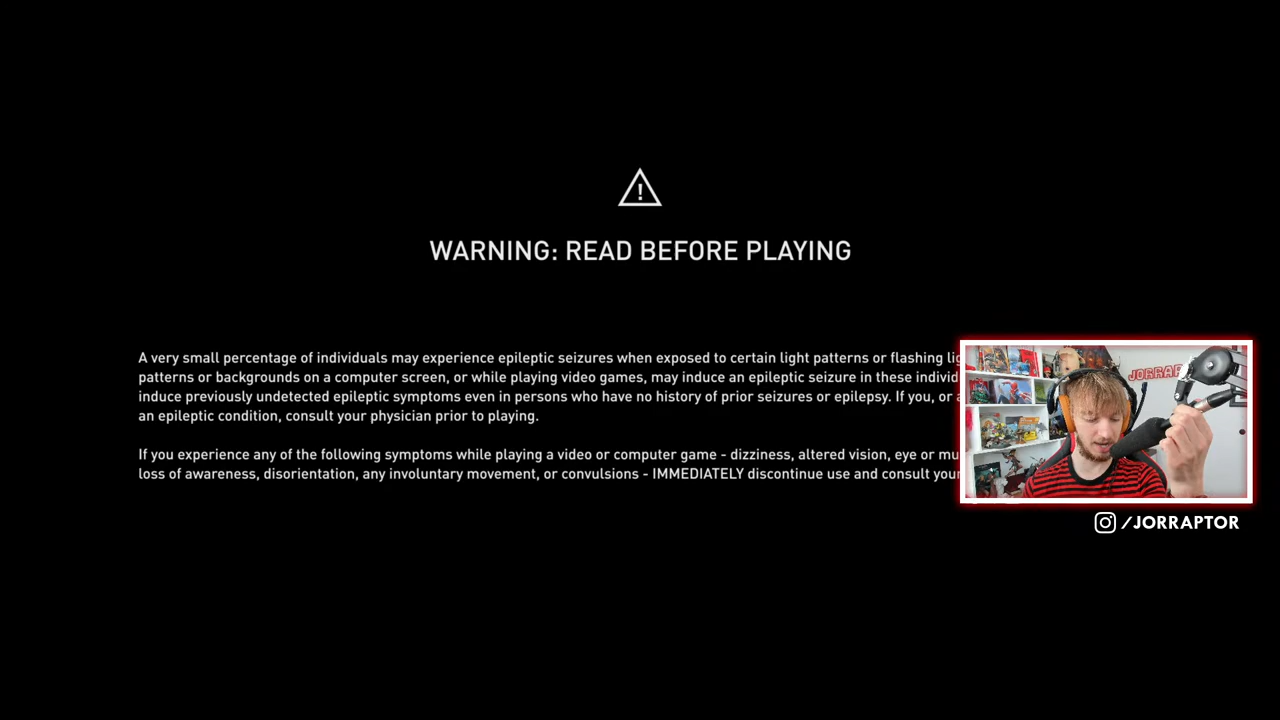 WARNING: READ BEFORE PLAYING
A very small percentage of individuals may experience epileptic seizures when exposed to certain light patterns or flashing
patterns or backgrounds on a computer screen, or while playing video games, may induce an epileptic seizure in these
induce previously undetected epileptic symptoms even in persons who have no history of prior seizures or epilepsy. If you, or
an epileptic condition, consult your physician prior to playing.
If you experience any of the following symptoms while playing a video or computer game - dizziness, altered vision, eye or
loss of awareness, disorientation, any involuntary movement, or convulsions - IMMEDIATELY discontinue use and consult
JORRAP
/JORRAPTOR